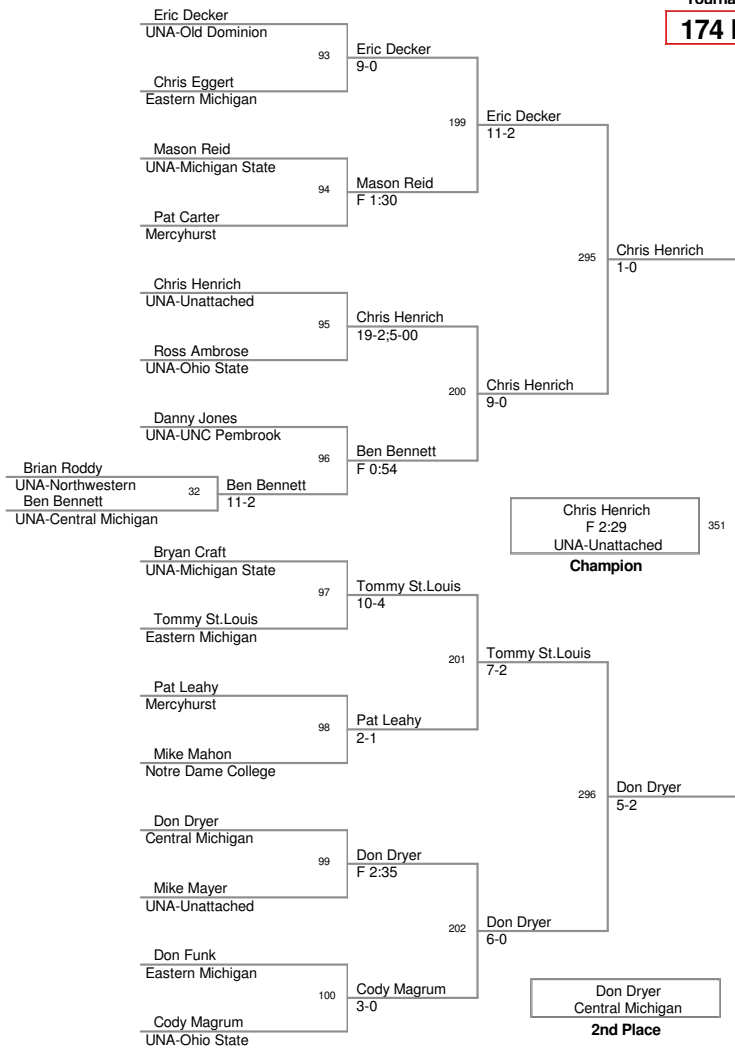 174
Eric Decker
UNA-Old Dominion
93
Eric Decker
9-0
Chris Eggert
Eastern Michigan
199
Eric Decker
11-2
Mason Reid
UNA-Michigan State
94
Mason Reid
F 1:30
Pat Carter
Mercyhurst
295
Chris Henrich
1-0
Chris Henrich
UNA-Unattached
95
Chris Henrich
19-2;5-00
Ross Ambrose
UNA-Ohio State
200
Chris Henrich
9-0
Danny Jones
UNA-UNC Pembrook
96
Ben Bennett
F 0:54
Brian Roddy
UNA-Northwestern
32
Ben Bennett
11-2
Ben Bennett
UNA-Central Michigan
Chris Henrich
F 2:29
UNA-Unattached
351
Champion
Bryan Craft
UNA-Michigan State
97
Tommy St.Louis
10-4
Tommy St.Louis
Eastern Michigan
201
Tommy St.Louis
7-2
Pat Leahy
Mercyhurst
98
Pat Leahy
2-1
Mike Mahon
Notre Dame College
296
Don Dryer
5-2
Don Dryer
Central Michigan
99
Don Dryer
F 2:35
Mike Mayer
UNA-Unattached
202
Don Dryer
6-0
Don Funk
Eastern Michigan
100
Cody Magrum
3-0
Cody Magrum
UNA-Ohio State
Don Dryer
Central Michigan
2nd Place